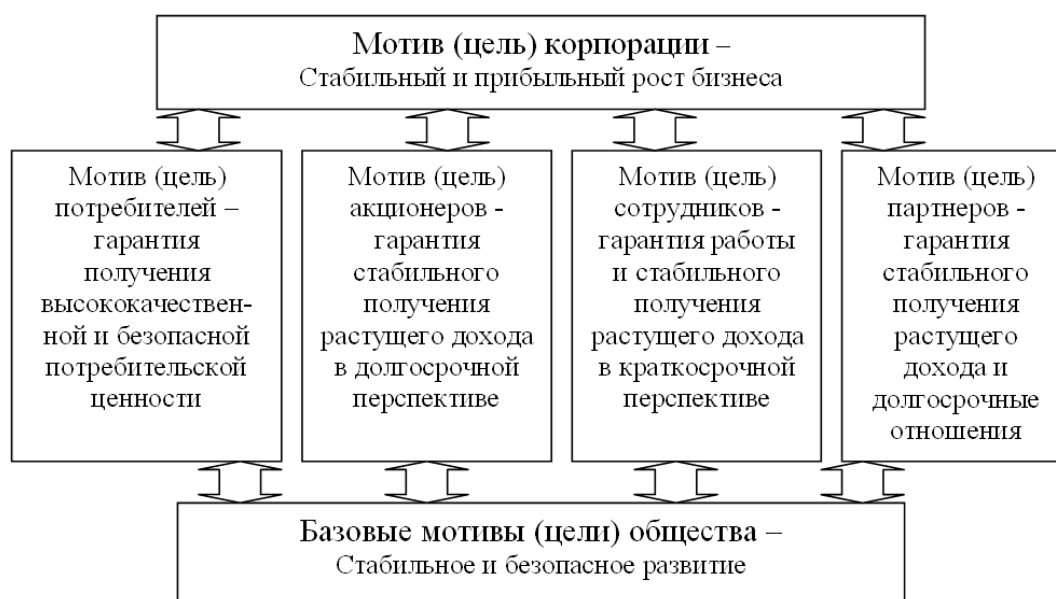 Мотив (цель) корпорации –
Стабильный и прибыльный рост бизнеса
Мотив (цель)
потребителей –
гарантия
получения
высококачествен-
ной и безопасной
потребительской
ценности
Мотив (цель)
акционеров -
гарантия
стабильного
получения
растущего дохода
в долгосрочной
перспективе
Мотив (цель)
сотрудников -
гарантия работы
и стабильного
получения
растущего дохода
в краткосрочной
перспективе
Мотив (цель)
партнеров -
гарантия
стабильного
получения
растущего
дохода и
долгосрочные
отношения
Базовые мотивы (цели) общества –
Стабильное и безопасное развитие